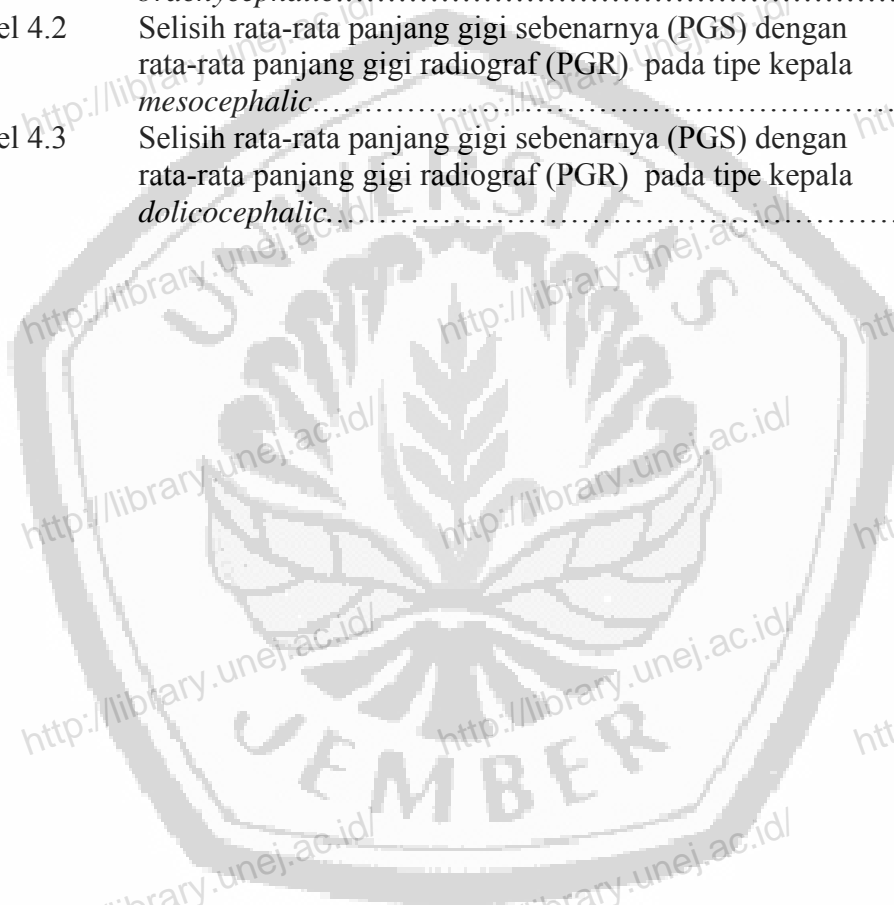 el 4.2 Selisih rata-rata panjang gigi sebenarnya (PGS) dengan
rata-rata panjang gigi radiograf (PGR) pada tipe kepala
mesocephalic......................................................................
el 4.3 Selisih rata-rata panjang gigi sebenarnya (PGS) dengan
rata-rata panjang gigi radiograf (PGR) pada tipe kepala
dolicocephalic....................................................................
http://library.unej.ac.id/
http://library.unej.ac.id/
UNIVERSITAS
http://library.unej.ac.id/
http://library.unej.ac.id/
http://library.unej.ac.id/
http://library.unej.ac.id/
http://library.unej.ac.id/
http://library.unej.ac.id/
JEMBER